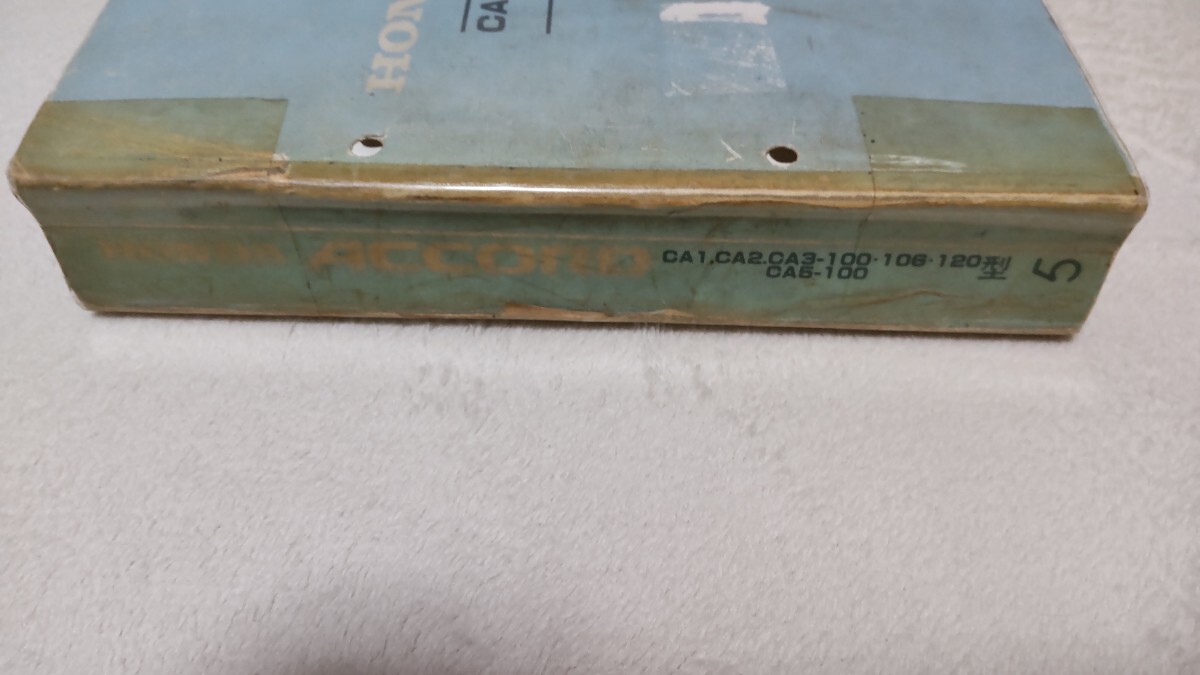 HON
CA
HONDA ACCORD
CA1,CA2.CA3-100・106・120型
CA5-100
5